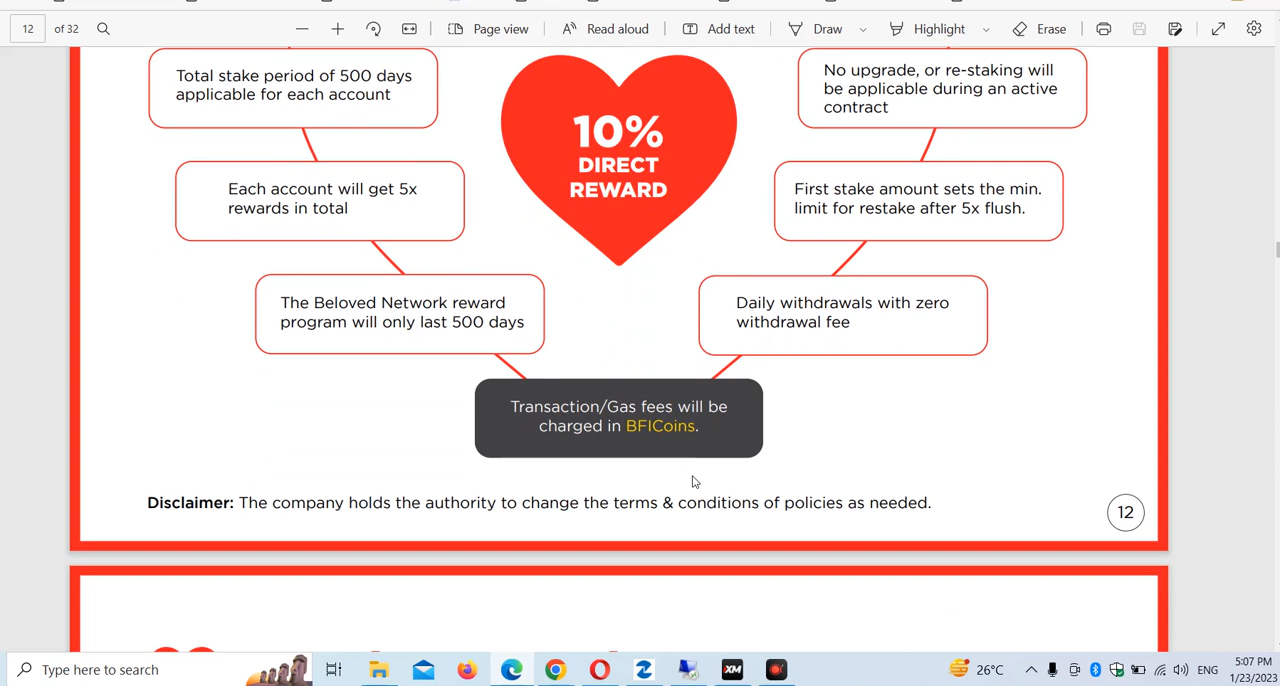 12 of 32
Page view
Read aloud
Add text
Draw
Highlight
Erase
Total stake period of 500 days
applicable for each account
10%
DIRECT
REWARD
No upgrade, or re-staking will
be applicable during an active
contract
Each account will get 5x
rewards in total
First stake amount sets the min.
limit for restake after 5x flush.
The Beloved Network reward
program will only last 500 days
Daily withdrawals with zero
withdrawal fee
Transaction/Gas fees will be
charged in BFICoins.
Disclaimer: The company holds the authority to change the terms & conditions of policies as needed.
12
Type here to search
XM
26°C
ENG
5:07 PM
1/23/2023